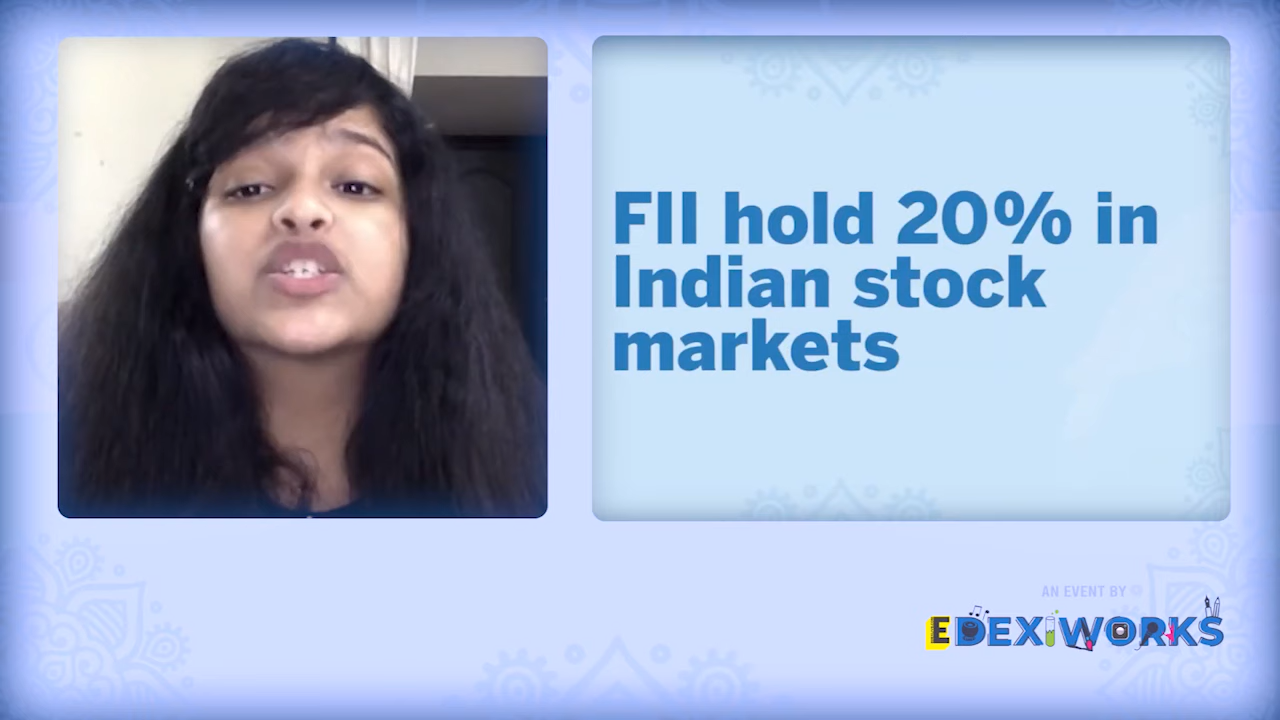 FII hold 20% in
Indian stock
markets
AN EVENT BY
EDEXIWORKS